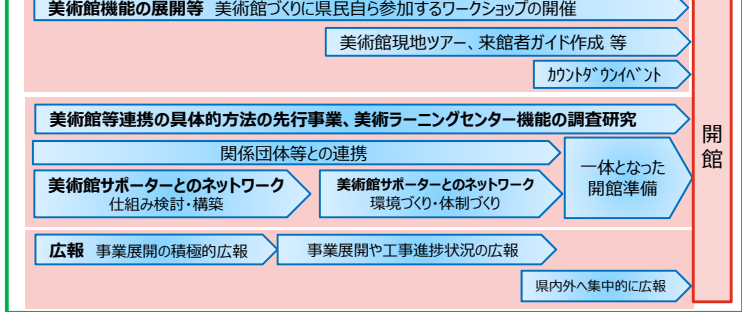 美術館機能の展開等 美術館づくりに県民自ら参加するワークショップの開催
美術館現地ツアー、来館者ガイド作成 等
カウントダウンイベント
美術館等連携の具体的方法の先行事業、美術ラーニングセンター機能の調査研究
関係団体等との連携
美術館サポーターとのネットワーク
仕組み検討・構築
美術館サポーターとのネットワーク
環境づくり・体制づくり
一体となった
開館準備
広報 事業展開の積極的広報
事業展開や工事進捗状況の広報
県内外へ集中的に広報
開
館